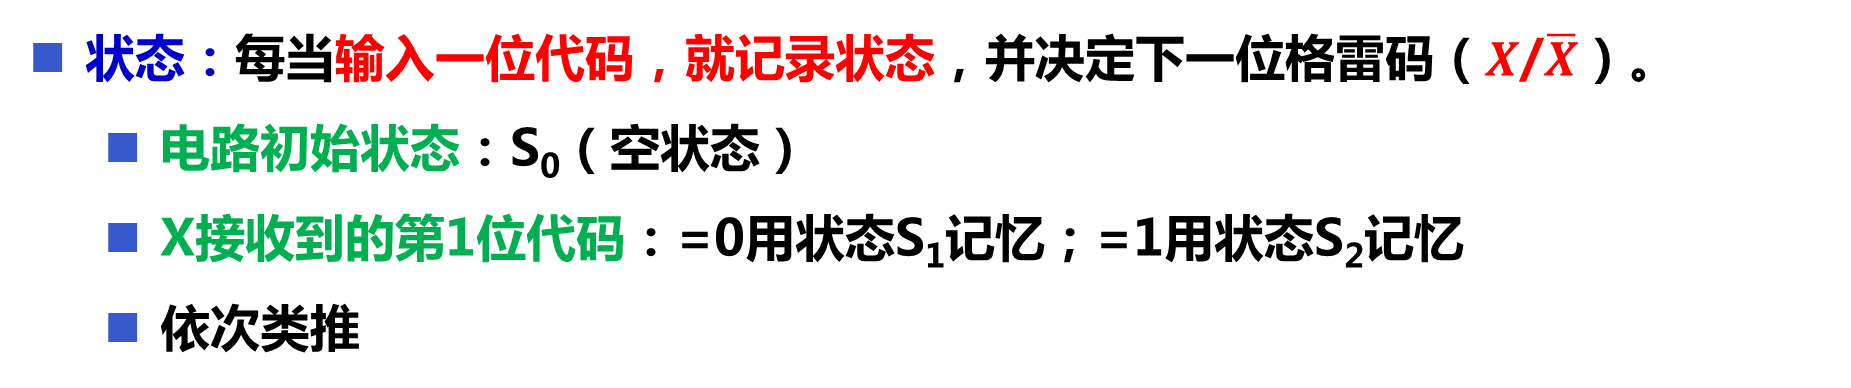 状态：每当输入一位代码，就记录状态，并决定下一位格雷码（X/X̅）。
电路初始状态：S₀（空状态）
X接收到的第1位代码：=0用状态S₁记忆；=1用状态S₂记忆
依次类推